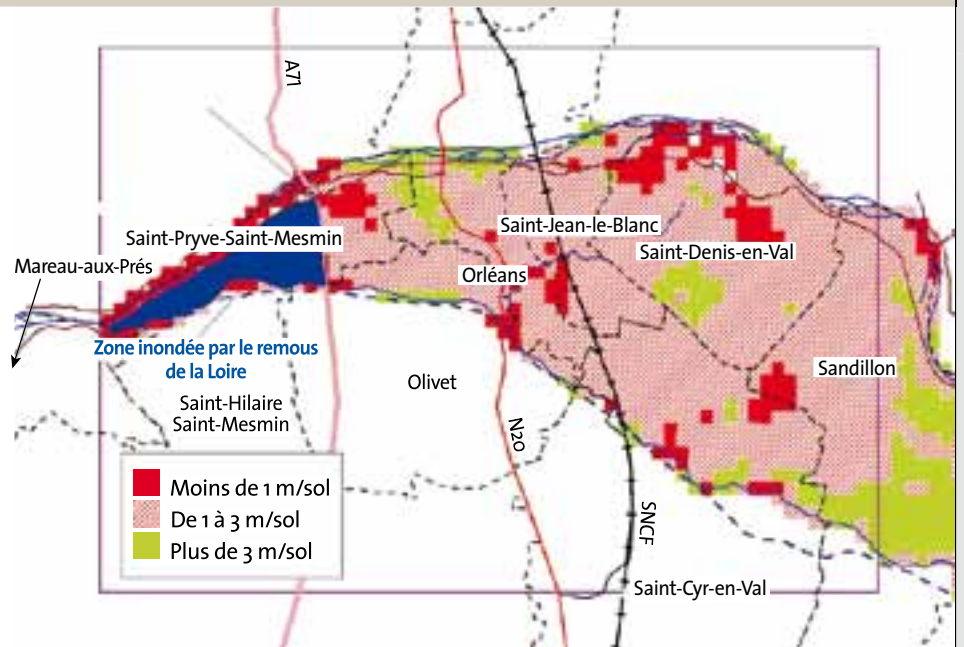 A71
Saint-Jean-le-Blanc
Saint-Pryve-Saint-Mesmin
Saint-Denis-en-Val
Mareau-aux-Prés
Orléans
Zone inondée par le remous
de la Loire
Sandillon
Olivet
Saint-Hilaire
Saint-Mesmin
N20
Moins de 1 m/sol
De 1 à 3 m/sol
Plus de 3 m/sol
SNCF
Saint-Cyr-en-Val